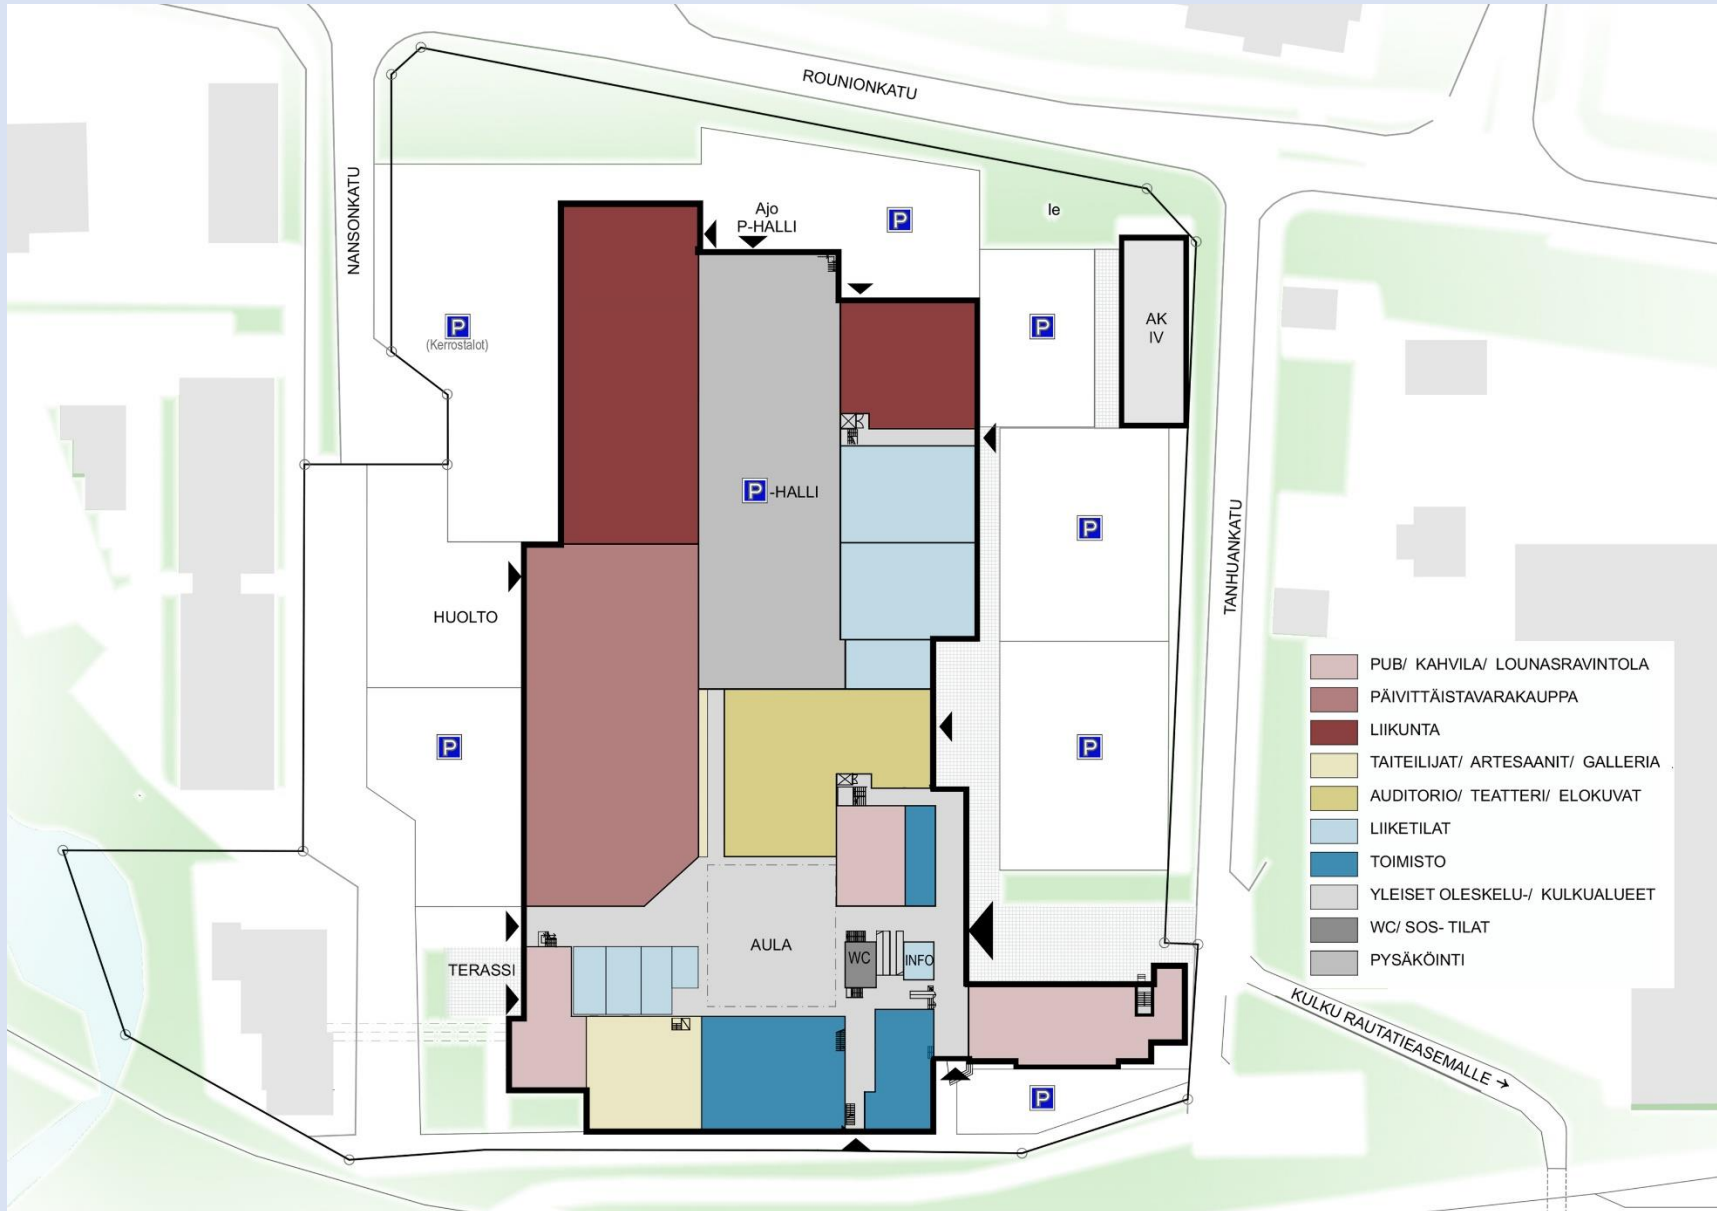 ROUNIONKATU
NANSONKATU
Ajo
P-HALLI
P
le
P
(Kerrostalot)
P
AK
IV
P -HALLI
P
TANHUANKATU
HUOLTO
P
P
AULA
WC
INFO
TERASSI
P
KULKU RAUTATIEASEMALLE →
PUB/ KAHVILA/ LOUNASRAVINTOLA
PÄIVITTÄISTAVARAKAUPPA
LIIKUNTA
TAITEILIJAT/ ARTESAANIT/ GALLERIA
AUDITORIO/ TEATTERI/ ELOKUVAT
LIIKETILAT
TOIMISTO
YLEISET OLESKELU-/ KULKUALUEET
WC/ SOS- TILAT
PYSÄKÖINTI